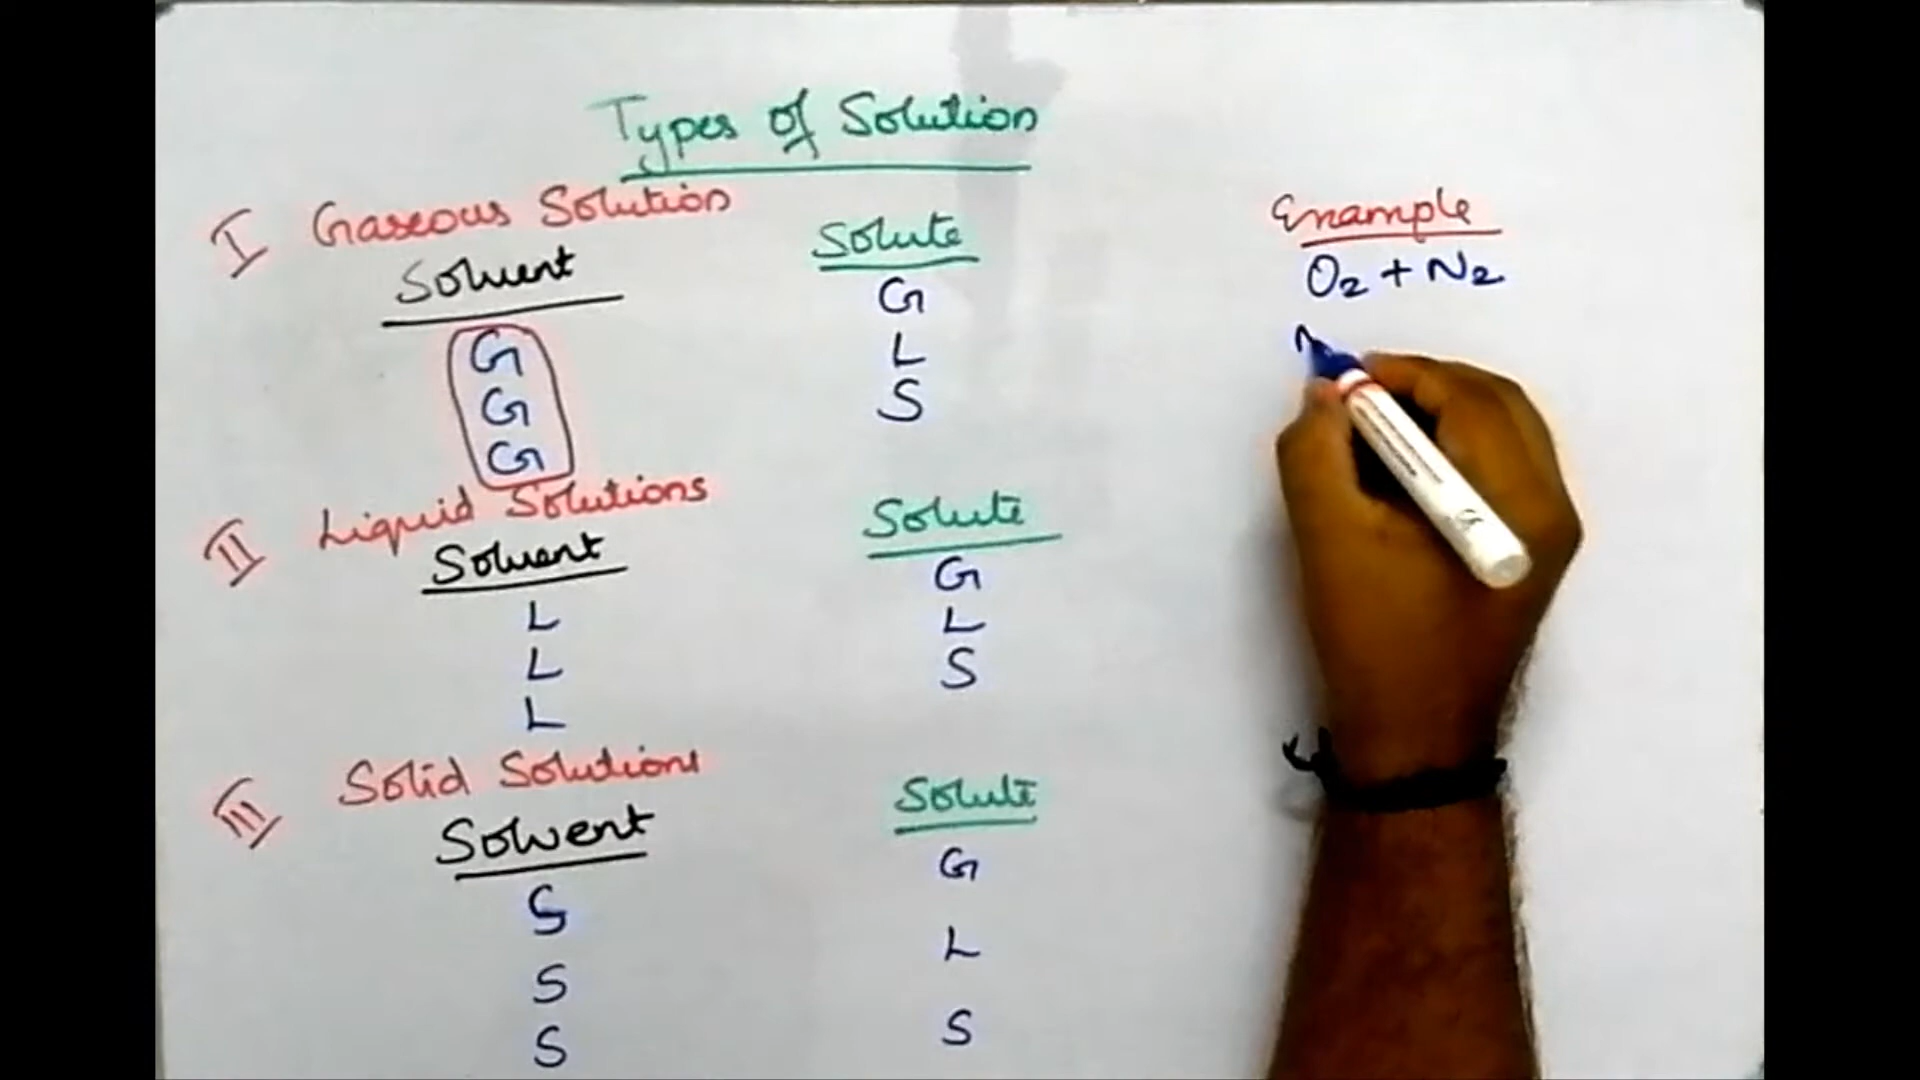 Types of Solution
I Gaseous Solution
Solvent Solute Example
G G O₂ + N₂
G L
G S
II Liquid Solutions
Solvent Solute
L G
L L
L S
III Solid Solutions
Solvent Solute
S G
S L
S S